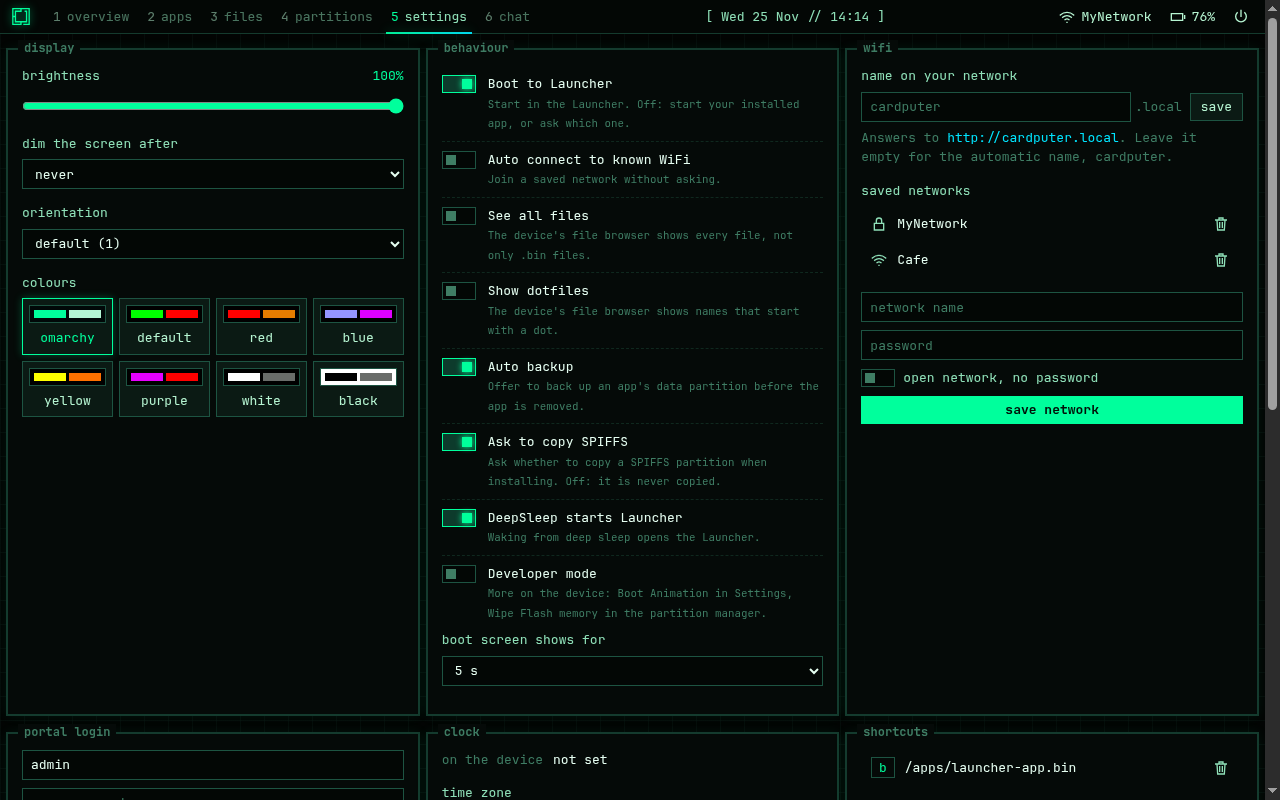 1 overview 2 apps 3 files 4 partitions 5 settings 6 chat [ Wed 25 Nov // 14:14 ] MyNetwork 76%
display
brightness 100%
dim the screen after
never
orientation
default (1)
colours
omarchy default red blue
yellow purple white black
behaviour
Boot to Launcher
Start in the Launcher. Off: start your installed
app, or ask which one.
Auto connect to known WiFi
Join a saved network without asking.
See all files
The device's file browser shows every file, not
only .bin files.
Show dotfiles
The device's file browser shows names that start
with a dot.
Auto backup
Offer to back up an app's data partition before the
app is removed.
Ask to copy SPIFFS
Ask whether to copy a SPIFFS partition when
installing. Off: it is never copied.
DeepSleep starts Launcher
Waking from deep sleep opens the Launcher.
Developer mode
More on the device: Boot Animation in Settings,
Wipe Flash memory in the partition manager.
boot screen shows for
5 s
wifi
name on your network
cardputer .local save
Answers to http://cardputer.local. Leave it
empty for the automatic name, cardputer.
saved networks
MyNetwork
Cafe
network name
password
open network, no password
save network
portal login
admin
clock
on the device not set
time zone
shortcuts
b /apps/launcher-app.bin